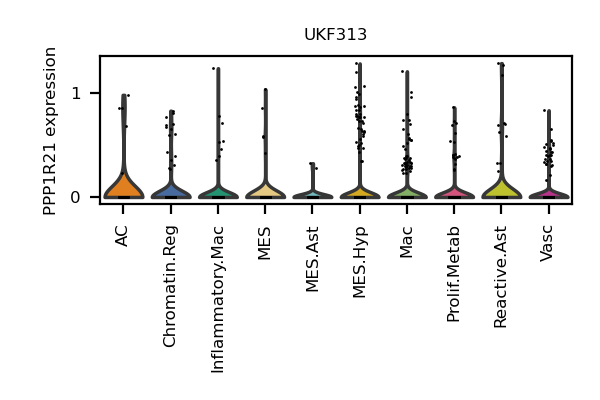 UKF313
PPP1R21 expression
1
0
AC
Chromatin.Reg
Inflammatory.Mac
MES
MES.Ast
MES.Hyp
Mac
Prolif.Metab
Reactive.Ast
Vasc